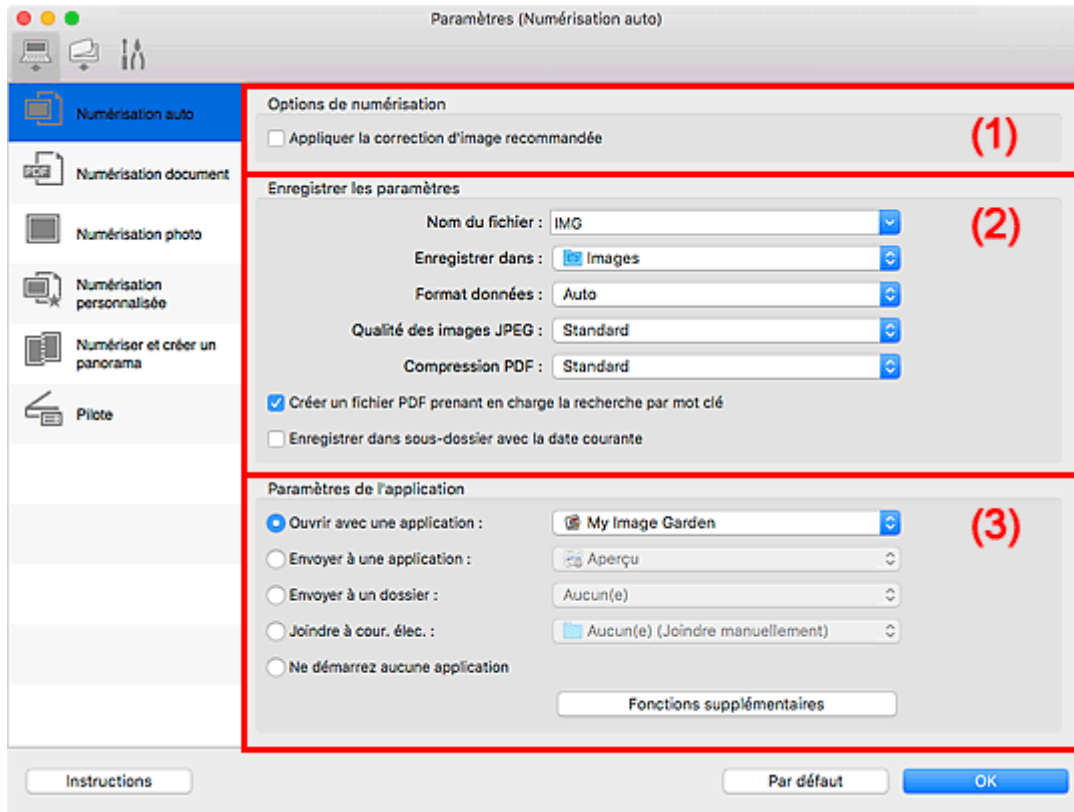 Paramètres (Numérisation auto)
Numérisation auto
PDF
Numérisation document
Numérisation photo
Numérisation
personnalisée
Numériser et créer un
panorama
Pilote
Options de numérisation
Appliquer la correction d'image recommandée
(1)
Enregistrer les paramètres
(2)
Nom du fichier : IMG
Enregistrer dans : Images
Format données : Auto
Qualité des images JPEG : Standard
Compression PDF : Standard
Créer un fichier PDF prenant en charge la recherche par mot clé
Enregistrer dans sous-dossier avec la date courante
Paramètres de l'application
(3)
Ouvrir avec une application : My Image Garden
Envoyer à une application : Aperçu
Envoyer à un dossier : Aucun(e)
Joindre à cour. élec. : Aucun(e) (Joindre manuellement)
Ne démarrez aucune application
Fonctions supplémentaires
Instructions
Par défaut
OK